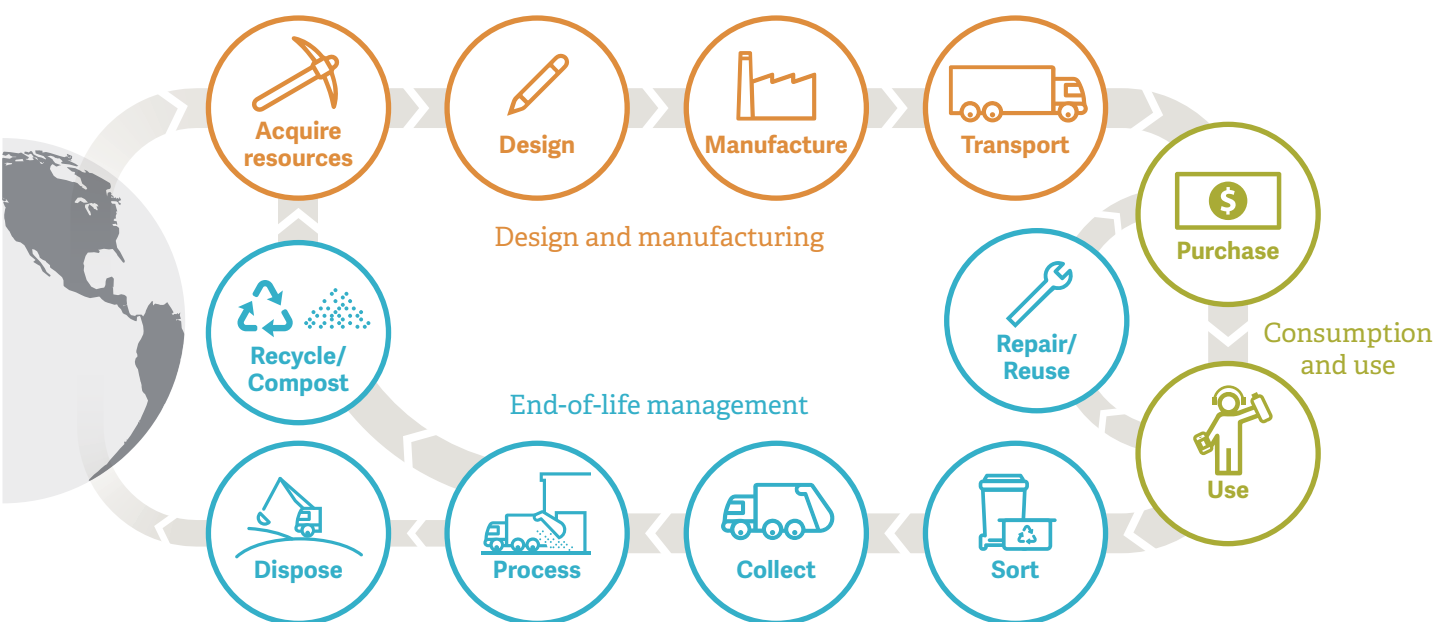 Acquire
resources
Design
Manufacture
Transport
Design and manufacturing
$
Purchase
Consumption
and use
Use
Repair/
Reuse
End-of-life management
Sort
Collect
Process
Dispose
Recycle/
Compost